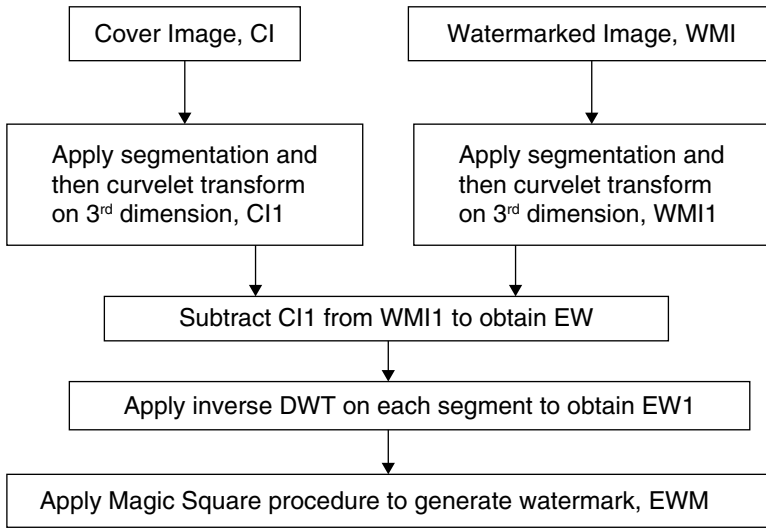 Cover Image, CI
Watermarked Image, WMI
Apply segmentation and
then curvelet transform
on 3rd dimension, CI1
Apply segmentation and
then curvelet transform
on 3rd dimension, WMI1
Subtract CI1 from WMI1 to obtain EW
Apply inverse DWT on each segment to obtain EW1
Apply Magic Square procedure to generate watermark, EWM